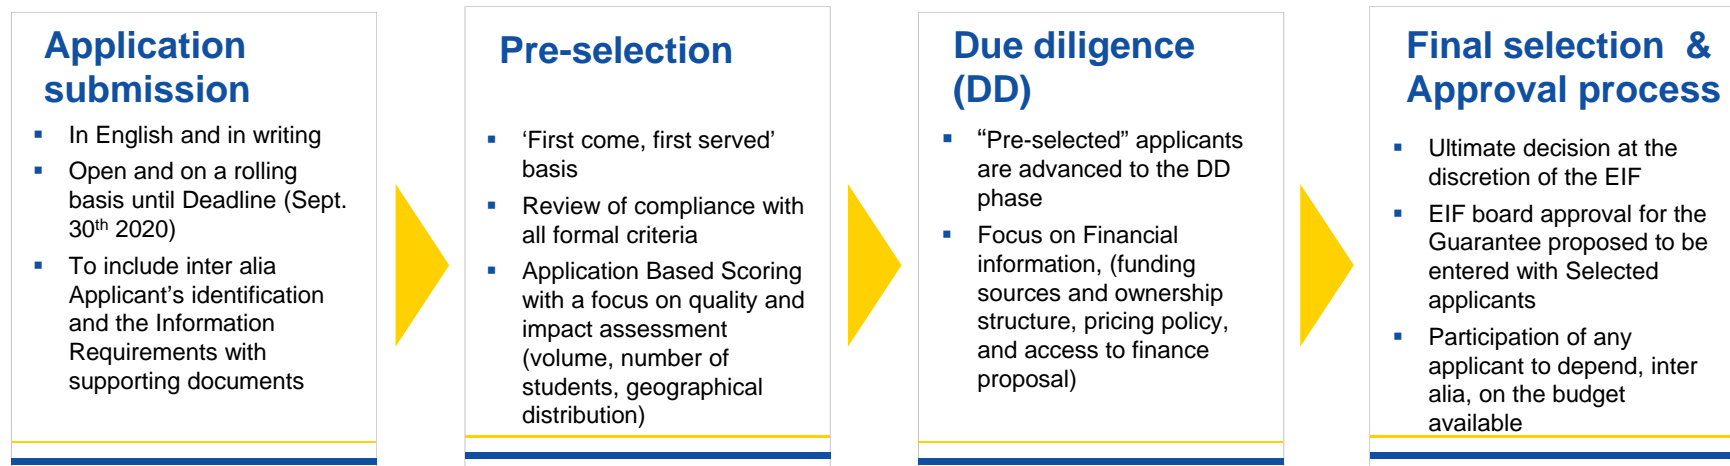 Application
submission
▪ In English and in writing
▪ Open and on a rolling
basis until Deadline (Sept.
30th 2020)
▪ To include inter alia
Applicant’s identification
and the Information
Requirements with
supporting documents
Pre-selection
▪ ‘First come, first served’
basis
▪ Review of compliance with
all formal criteria
▪ Application Based Scoring
with a focus on quality and
impact assessment
(volume, number of
students, geographical
distribution)
Due diligence
(DD)
▪ “Pre-selected” applicants
are advanced to the DD
phase
▪ Focus on Financial
information, (funding
sources and ownership
structure, pricing policy,
and access to finance
proposal)
Final selection &
Approval process
▪ Ultimate decision at the
discretion of the EIF
▪ EIF board approval for the
Guarantee proposed to be
entered with Selected
applicants
▪ Participation of any
applicant to depend, inter
alia, on the budget
available